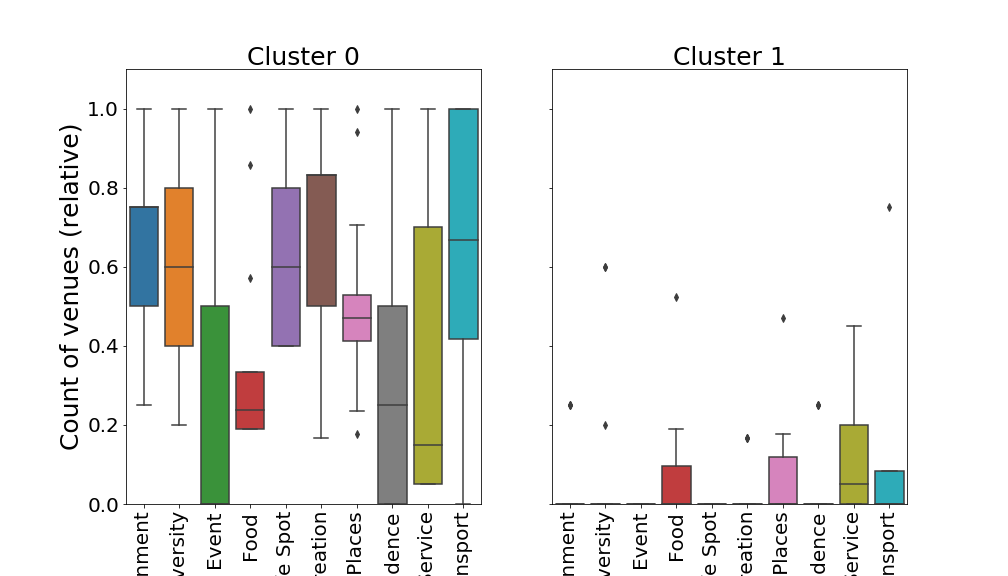 Cluster 0
Cluster 1
Count of venues (relative)
1.0
0.8
0.6
0.4
0.2
0.0
nment
versity
Event
Food
e Spot
reation
Places
dence
Service
nsport
nment
versity
Event
Food
e Spot
reation
Places
dence
Service
nsport